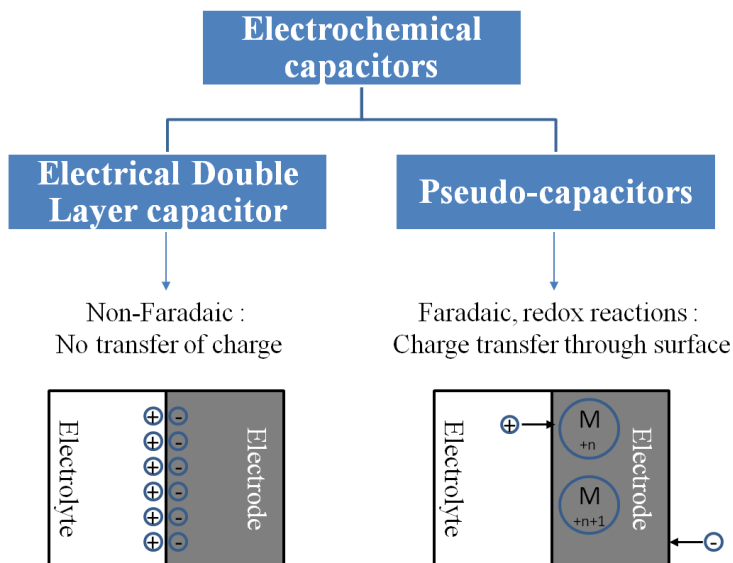 Electrochemical
capacitors
Electrical Double
Layer capacitor
Pseudo-capacitors
Non-Faradaic :
No transfer of charge
Faradaic, redox reactions :
Charge transfer through surface
Electrolyte
+ -
+ -
+ -
+ -
+ -
+ -
Electrode
Electrolyte
+
M
+n
M
+n+1
Electrode
-